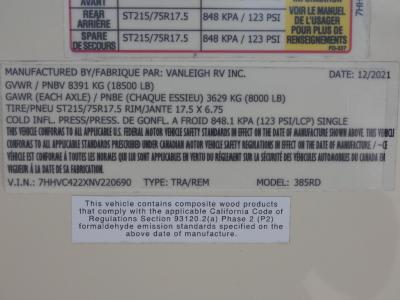 AVANT
REAR
ARRIÈRE ST215/75R17.5 848 KPA / 123 PSI
SPARE
DE SECOURS ST215/75R17.5 848 KPA / 123 PSI
VOIR LE MANUEL
DE L'USAGER
POUR PLUS DE
RENSEIGNEMENTS
MANUFACTURED BY/FABRIQUE PAR: VANLEIGH RV INC. DATE: 12/2021
GVWR / PNBV 8391 KG (18500 LB)
GAWR (EACH AXLE) / PNBE (CHAQUE ESSIEU) 3629 KG (8000 LB)
TIRE/PNEU ST215/75R17.5 RIM/JANTE 17.5 X 6.75
COLD INFL. PRESS/PRESS. DE GONFL. A FROID 848.1 KPA (123 PSI/LCP) SINGLE
THIS VEHICLE CONFORMS TO ALL APPLICABLE U.S. FEDERAL MOTOR VEHICLE SAFETY STANDARDS IN EFFECT ON THE DATE OF MANUFACTURE SHOWN ABOVE. THIS
VEHICLE CONFORMS TO ALL APPLICABLE STANDARDS PRESCRIBED UNDER CANADIAN MOTOR VEHICLE SAFETY REGULATIONS IN EFFECT ON THE DATE OF MANUFACTURE. -
CE VEHICULE EST CONFORME À TOUTES LES NORMES QUI LUI SONT APPLICABLES EN VERTU DU RÈGLEMENT SUR LA SÉCURITÉ DES VÉHICULES AUTOMOBILES DU CANADA EN
VIGUEUR À LA DATE DE SA FABRICATION.
V.I.N.: 7HHVC422XNV220690 TYPE: TRA/REM MODEL: 385RD
This vehicle contains composite wood products
that comply with the applicable California Code of
Regulations Section 93120.2(a) Phase 2 (P2)
formaldehyde emission standards specified on the
above date of manufacture.